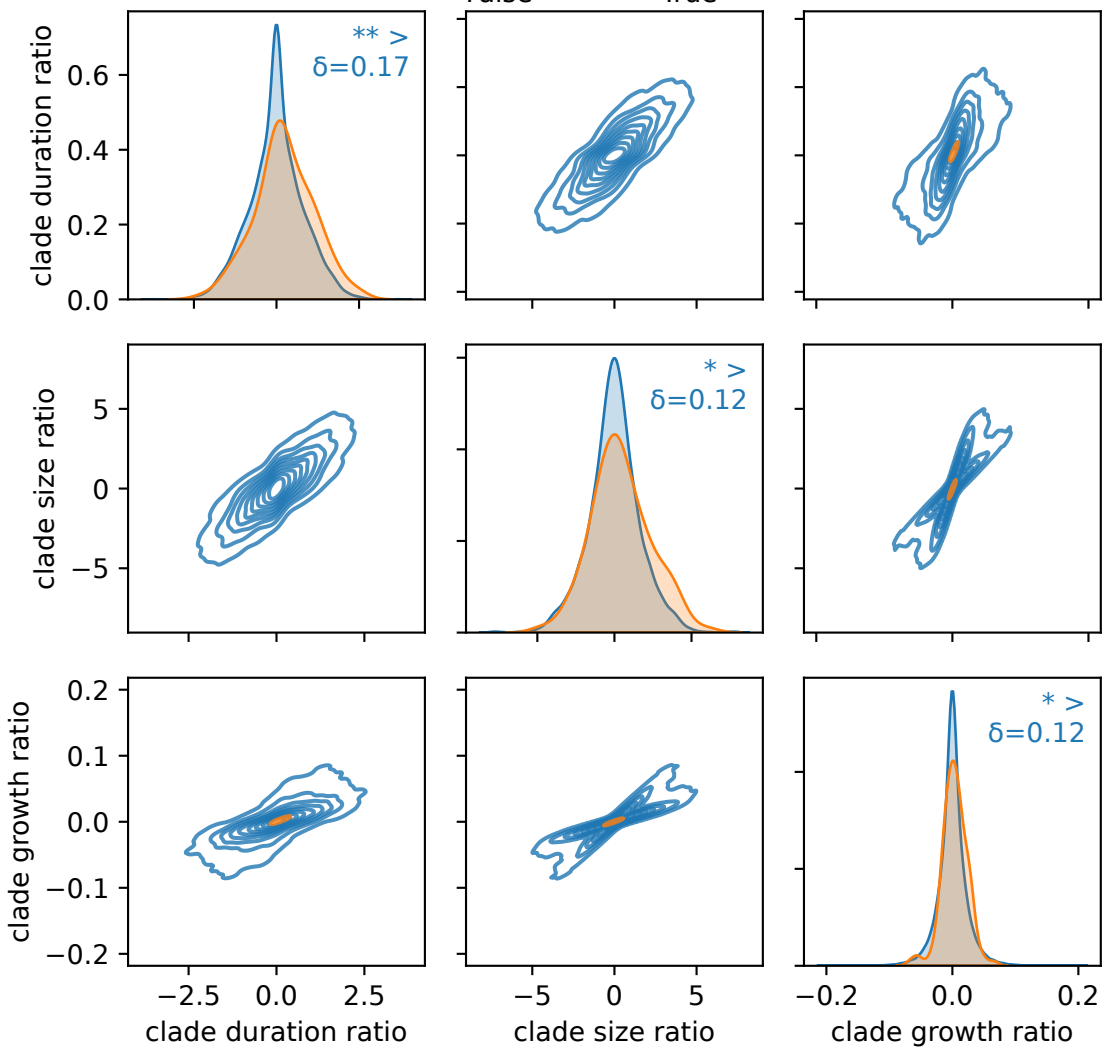 ** >
δ=0.17
clade duration ratio
0.6
0.4
0.2
0.0
* >
δ=0.12
clade size ratio
5
0
−5
* >
δ=0.12
clade growth ratio
0.2
0.1
0.0
−0.1
−0.2
−2.5 0.0 2.5
−5 0 5
−0.2 0.0 0.2
clade duration ratio
clade size ratio
clade growth ratio